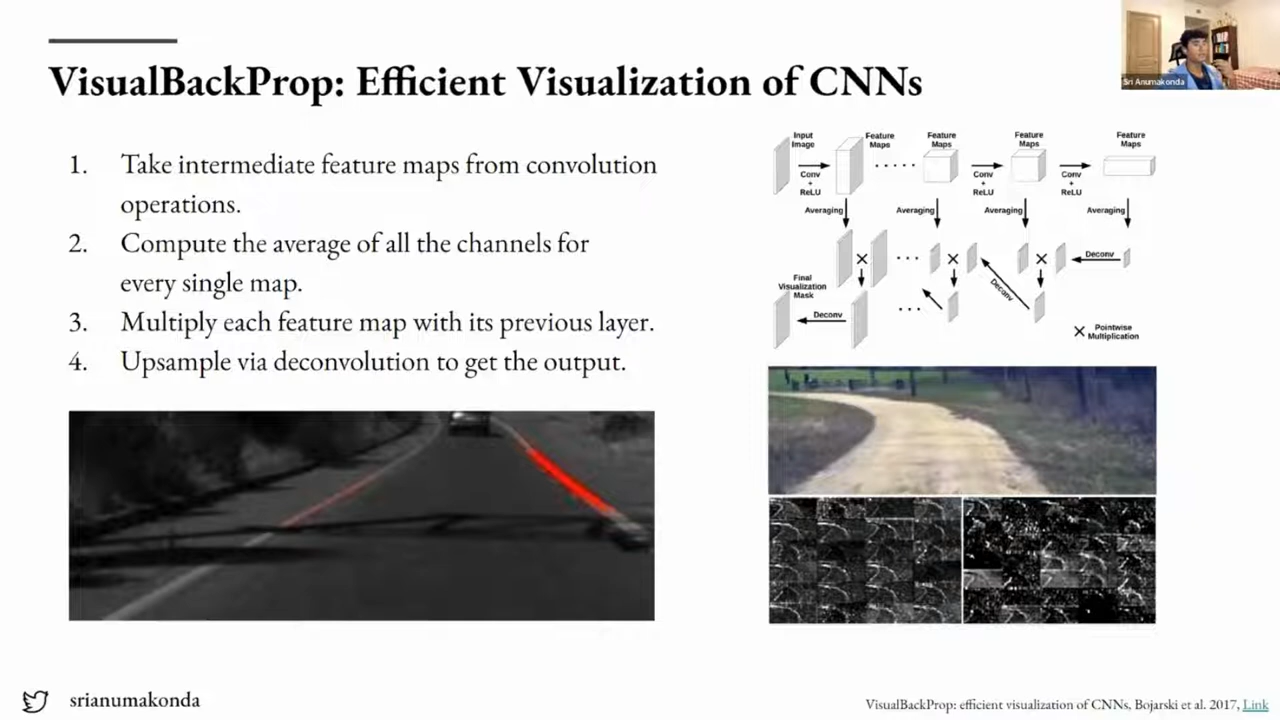 VisualBackProp: Efficient Visualization of CNNs
Sri Anumakonda
1. Take intermediate feature maps from convolution
operations.
2. Compute the average of all the channels for
every single map.
3. Multiply each feature map with its previous layer.
4. Upsample via deconvolution to get the output.
Input
Image
Feature
Maps
Feature
Maps
Feature
Maps
Feature
Maps
Conv
+
ReLU
Conv
+
ReLU
Conv
+
ReLU
Averaging
Averaging
Averaging
Averaging
Deconv
Deconv
Final
Visualization
Mask
Deconv
Pointwise
Multiplication
srianumakonda
VisualBackProp: efficient visualization of CNNs, Bojarski et al. 2017, Link